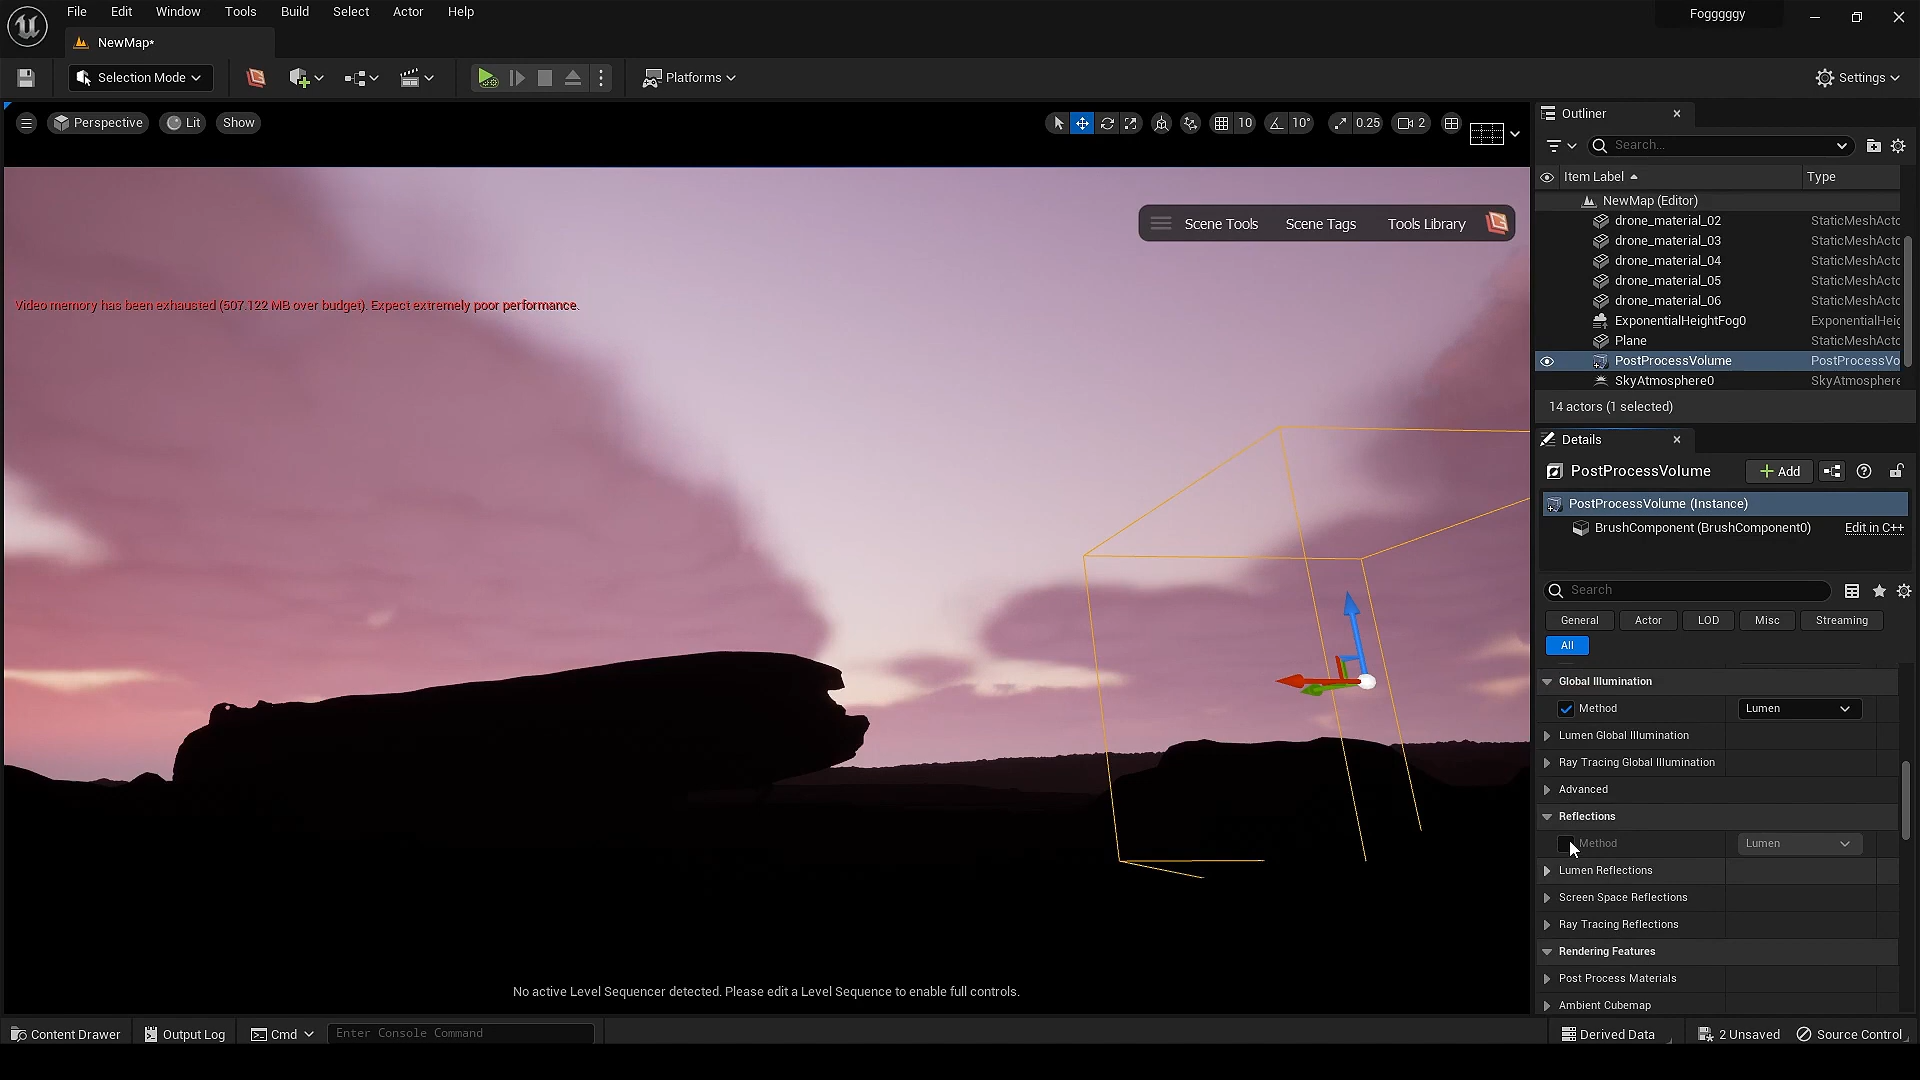 File Edit Window Tools Build Select Actor Help
Fogggggy
NewMap*
Selection Mode
Platforms
Settings
Perspective Lit Show
10 10° 0.25 2
Scene Tools Scene Tags Tools Library
Video memory has been exhausted (507.122 MB over budget). Expect extremely poor performance.
No active Level Sequencer detected. Please edit a Level Sequence to enable full controls.
Outliner
Search...
Item Label Type
NewMap (Editor)
drone_material_02 StaticMeshActo
drone_material_03 StaticMeshActo
drone_material_04 StaticMeshActo
drone_material_05 StaticMeshActo
drone_material_06 StaticMeshActo
ExponentialHeightFog0 ExponentialHeig
Plane StaticMeshActo
PostProcessVolume PostProcessVo
SkyAtmosphere0 SkyAtmosphere
14 actors (1 selected)
Details
PostProcessVolume Add
PostProcessVolume (Instance)
BrushComponent (BrushComponent0) Edit in C++
Search
General Actor LOD Misc Streaming
All
Global Illumination
Method Lumen
Lumen Global Illumination
Ray Tracing Global Illumination
Advanced
Reflections
Method Lumen
Lumen Reflections
Screen Space Reflections
Ray Tracing Reflections
Rendering Features
Post Process Materials
Ambient Cubemap
Content Drawer Output Log Cmd Enter Console Command
Derived Data 2 Unsaved Source Control